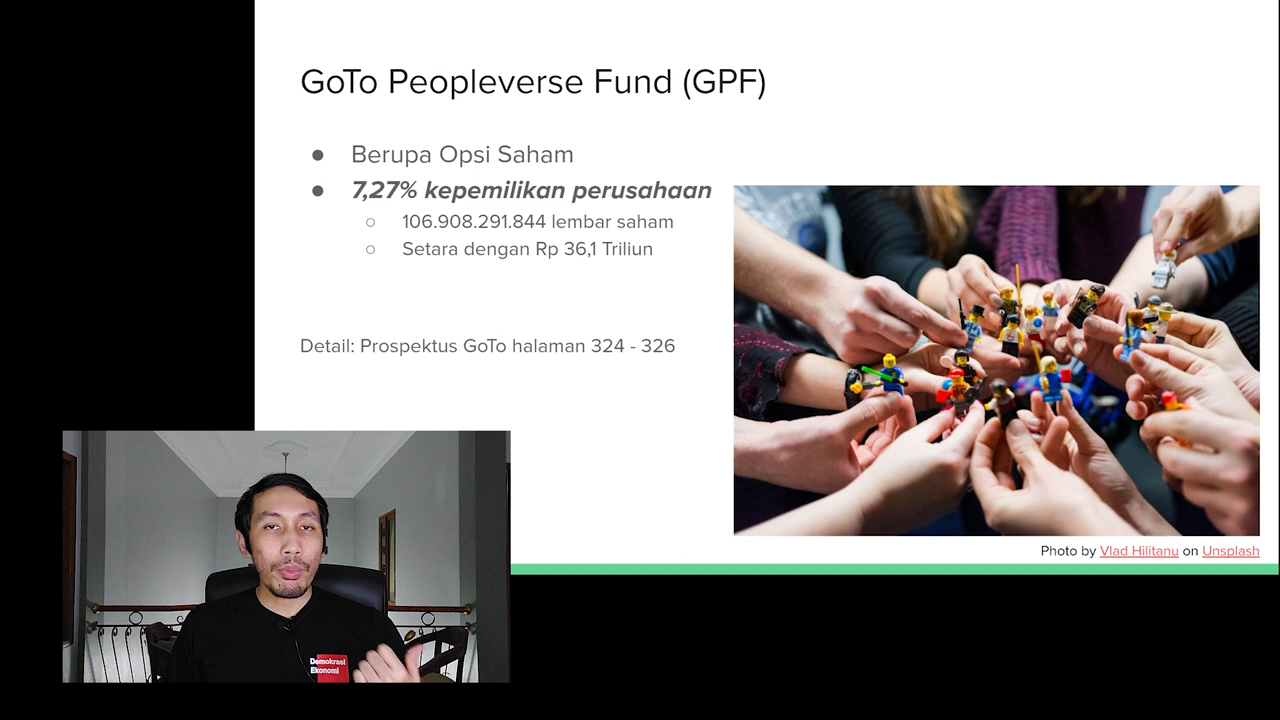 GoTo Peopleverse Fund (GPF)
● Berupa Opsi Saham
● 7,27% kepemilikan perusahaan
○ 106.908.291.844 lembar saham
○ Setara dengan Rp 36,1 Triliun
Detail: Prospektus GoTo halaman 324 - 326
Photo by Vlad Hilitanu on Unsplash
Demokrasi
Ekonomi